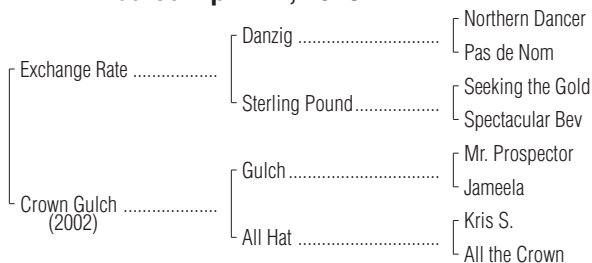 Northern Dancer
Danzig ........................................
Pas de Nom
Exchange Rate ........................
Seeking the Gold
Sterling Pound........................
Spectacular Bev
Mr. Prospector
Gulch...........................................
Jameela
Crown Gulch ...........................
(2002)
Kris S.
All Hat ........................................
All the Crown